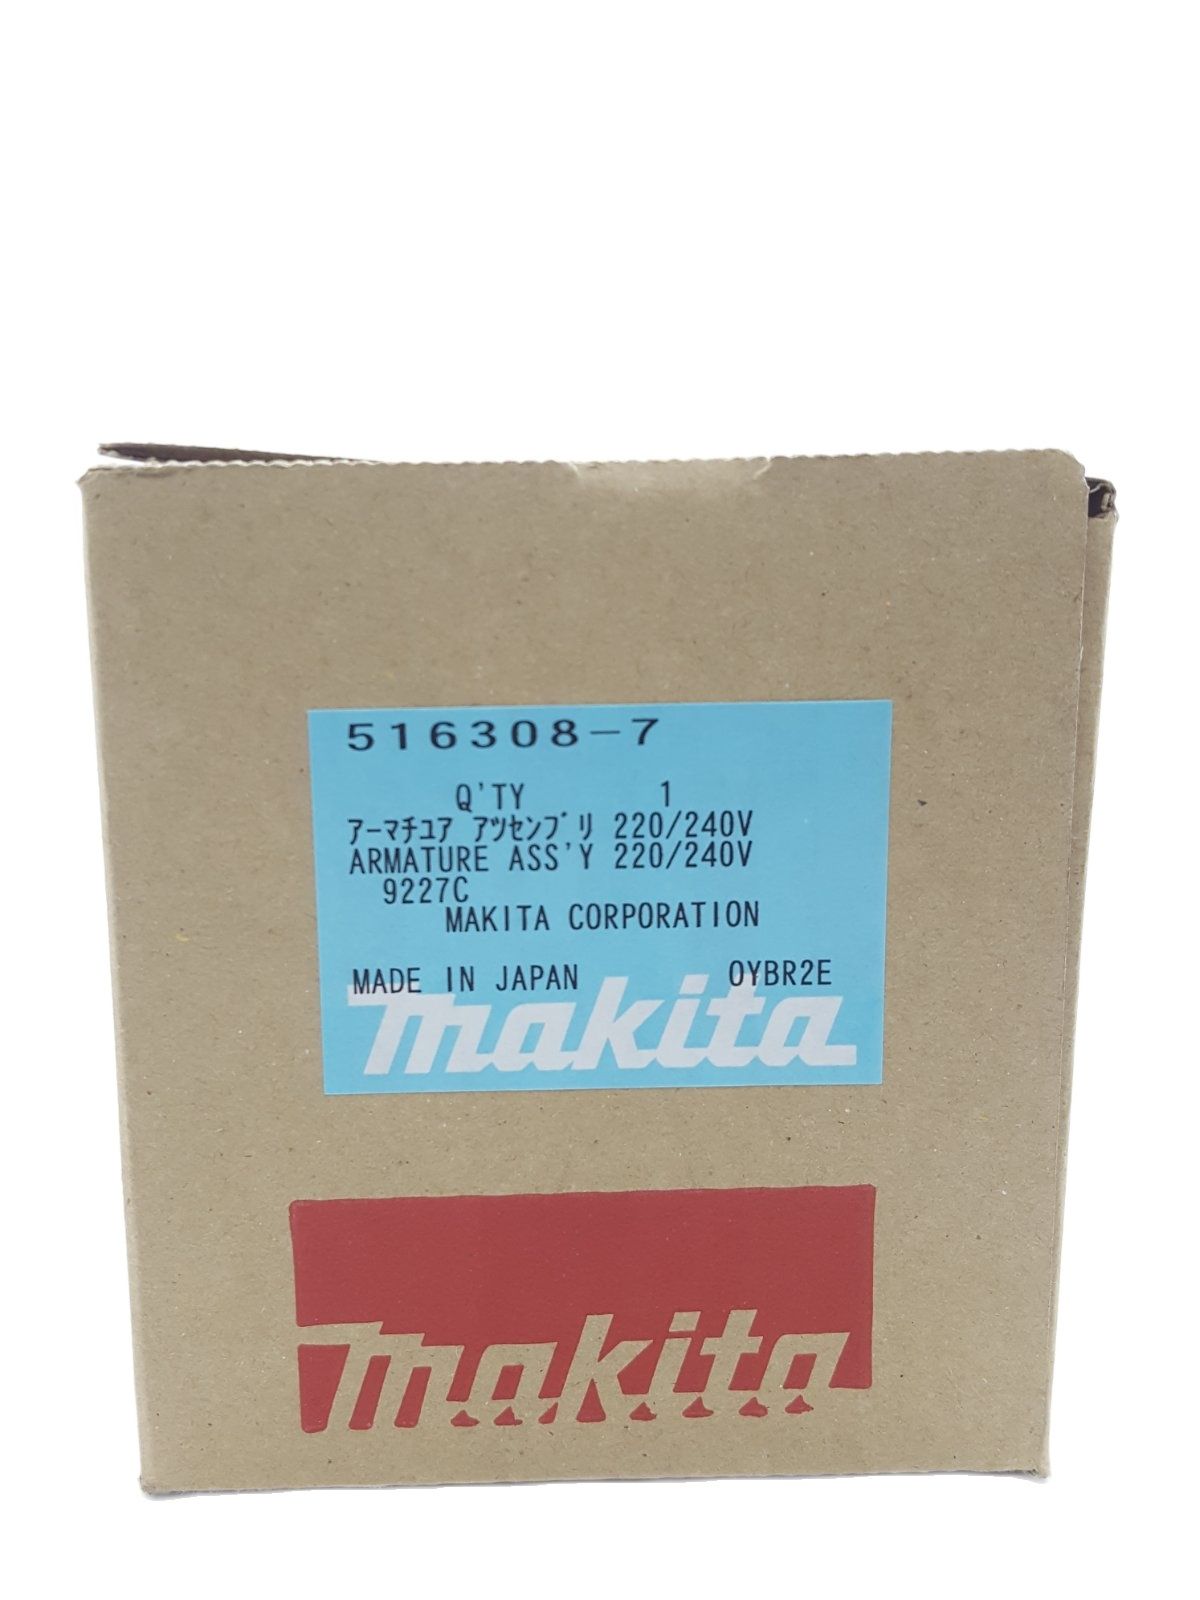 516308-7
Q'TY 1
ｱｰﾏﾁｭｱ ｱﾂｾﾝﾌﾞﾘ 220/240V
ARMATURE ASS'Y 220/240V
9227C
MAKITA CORPORATION
MADE IN JAPAN 0YBR2E
makita
makita